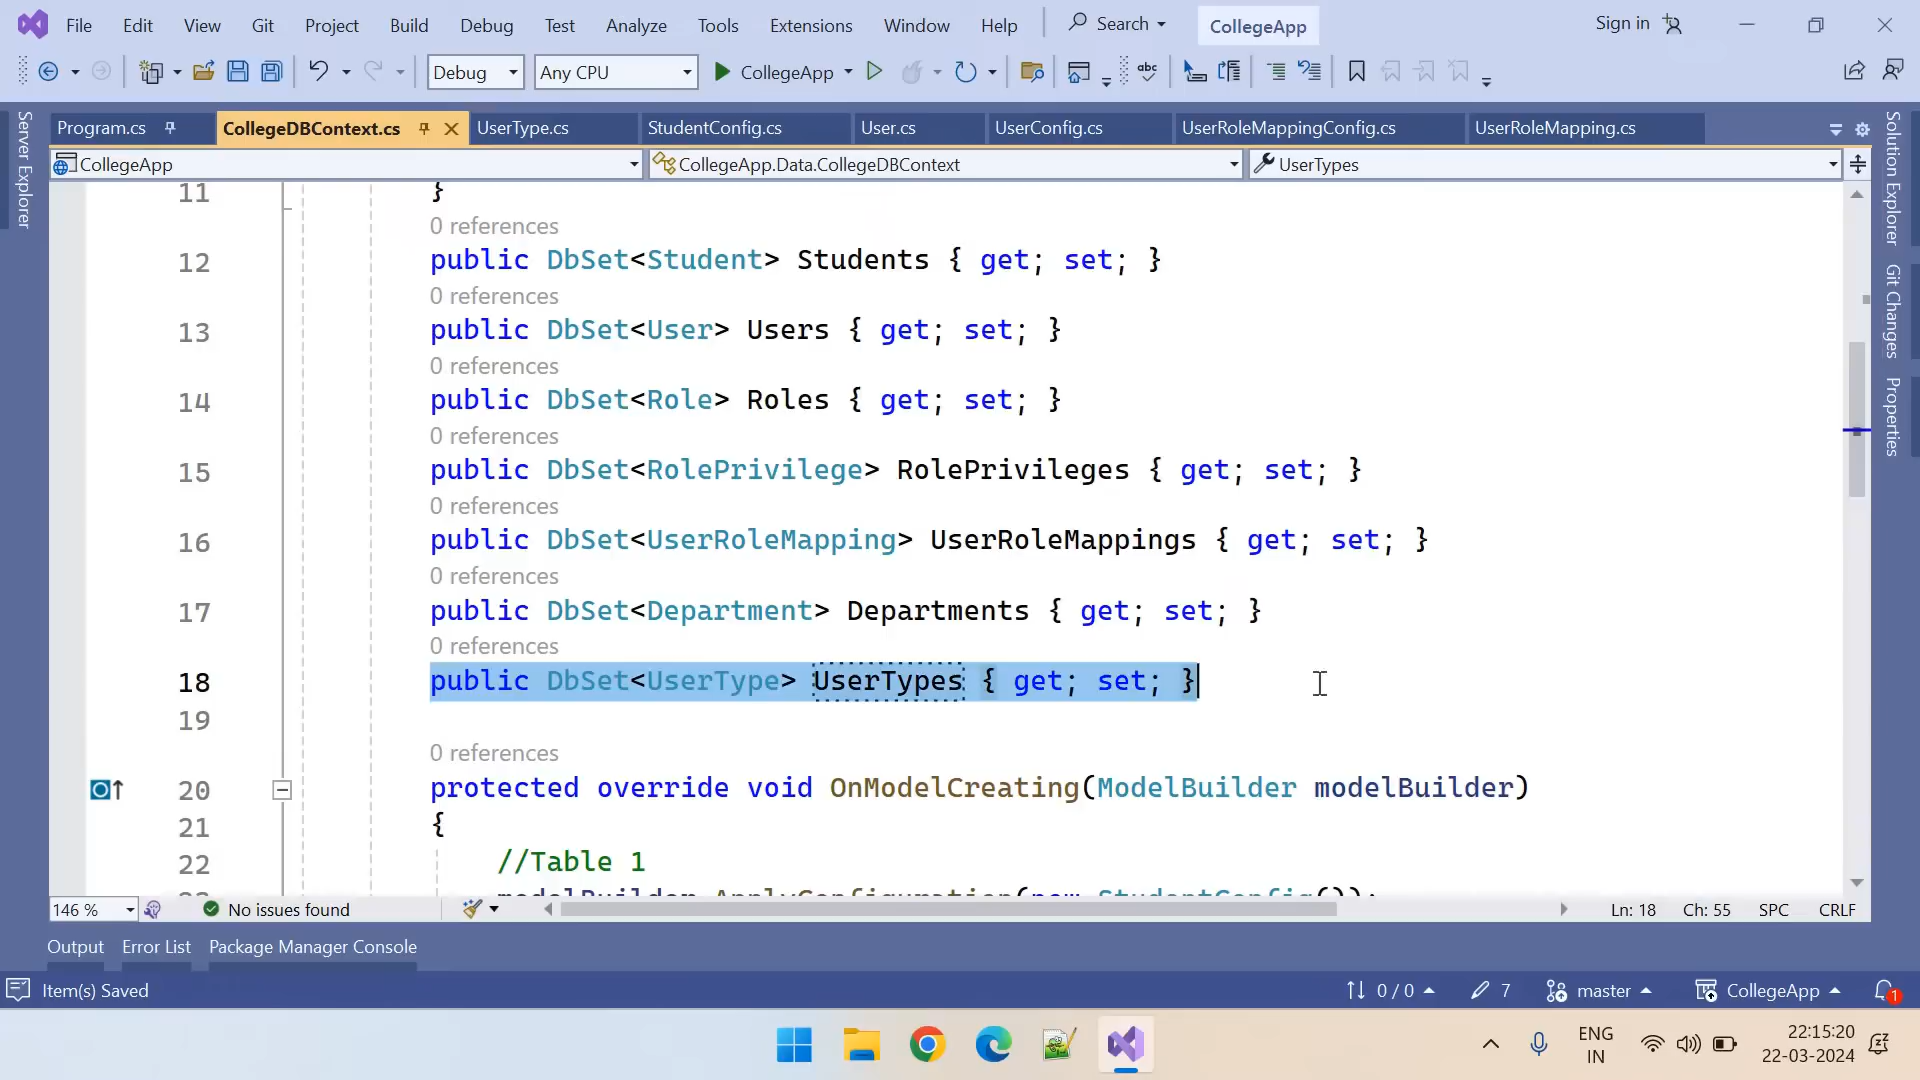 File Edit View Git Project Build Debug Test Analyze Tools Extensions Window Help Search CollegeApp Sign in
Debug Any CPU CollegeApp
Program.cs CollegeDBContext.cs UserType.cs StudentConfig.cs User.cs UserConfig.cs UserRoleMappingConfig.cs UserRoleMapping.cs
CollegeApp CollegeApp.Data.CollegeDBContext UserTypes
Server Explorer
Solution Explorer
Git Changes
Properties
11 }
0 references
12 public DbSet<Student> Students { get; set; }
0 references
13 public DbSet<User> Users { get; set; }
0 references
14 public DbSet<Role> Roles { get; set; }
0 references
15 public DbSet<RolePrivilege> RolePrivileges { get; set; }
0 references
16 public DbSet<UserRoleMapping> UserRoleMappings { get; set; }
0 references
17 public DbSet<Department> Departments { get; set; }
0 references
18 public DbSet<UserType> UserTypes { get; set; }
19
0 references
20 protected override void OnModelCreating(ModelBuilder modelBuilder)
21 {
22 //Table 1
modelBuilder.ApplyConfiguration(new StudentConfig());
146 % No issues found Ln: 18 Ch: 55 SPC CRLF
Output Error List Package Manager Console
Item(s) Saved 0 / 0 7 master CollegeApp 1
ENG
IN
22:15:20
22-03-2024